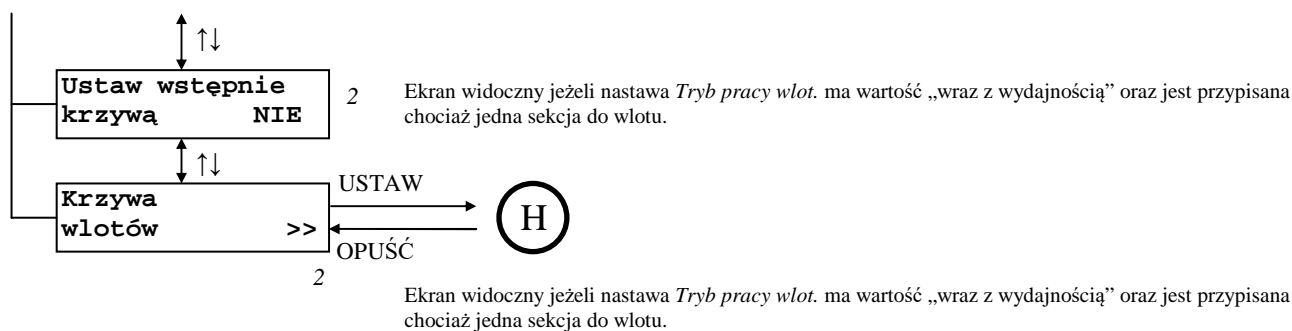 ↑↓
Ustaw wstępnie
krzywą NIE
2
Ekran widoczny jeżeli nastawa Tryb pracy wlot. ma wartość „wraz z wydajnością” oraz jest przypisana
chociaż jedna sekcja do wlotu.
↑↓
Krzywa
wlotów >>
USTAW
OPUŚĆ
H
2
Ekran widoczny jeżeli nastawa Tryb pracy wlot. ma wartość „wraz z wydajnością” oraz jest przypisana
chociaż jedna sekcja do wlotu.